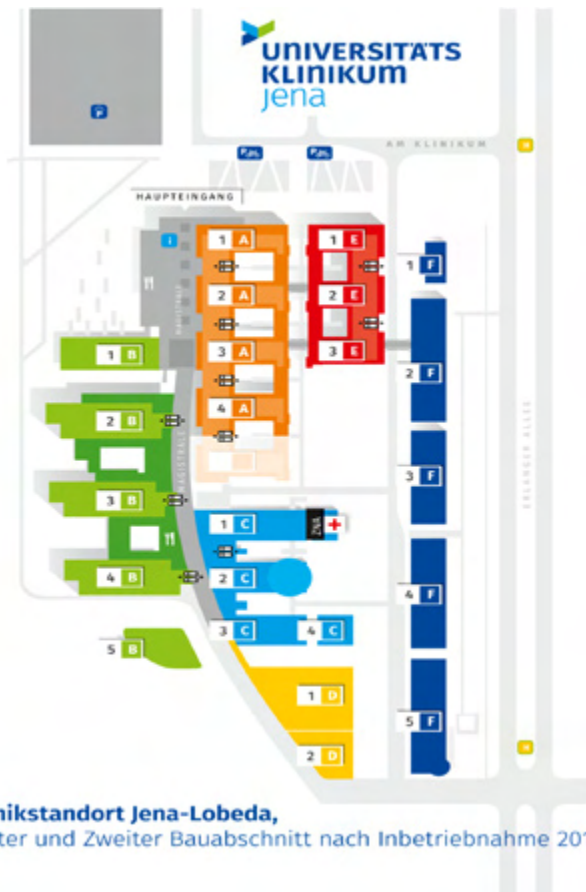 UNIVERSITÄTS
KLINIKUM
jena
P
P
P
AM KLINIKUM
H
HAUPTEINGANG
i
1 A
1 E
1 F
2 A
2 E
MAGISTRALE
3 A
3 E
1 B
2 F
4 A
2 B
MAGISTRALE
ERLANGER ALLEE
3 F
3 B
1 C
ZNA
4 B
2 C
4 F
3 C
4 C
5 B
1 D
5 F
2 D
H
nikstandort Jena-Lobeda,
ter und Zweiter Bauabschnitt nach Inbetriebnahme 201